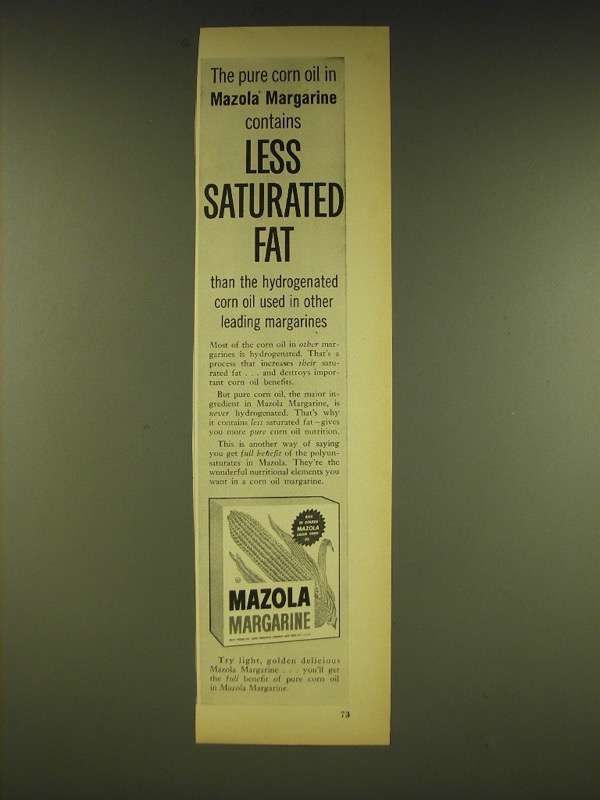 The pure corn oil in
Mazola® Margarine
contains
LESS
SATURATED
FAT
than the hydrogenated
corn oil used in other
leading margarines
Most of the corn oil in other mar-
garines is hydrogenated. That's a
process that increases their satu-
rated fat . . . and destroys impor-
tant corn oil benefits.
But pure corn oil, the major in-
gredient in Mazola Margarine, is
never hydrogenated. That's why
it contains less saturated fat—gives
you more pure corn oil nutrition.
This is another way of saying
you get full benefit of the polyun-
saturates in Mazola. They're the
wonderful nutritional elements you
want in a corn oil margarine.
MAZOLA
CORN
OIL
MAZOLA
MARGARINE
Try light, golden delicious
Mazola Margarine . . . you'll get
the full benefit of pure corn oil
in Mazola Margarine.
73